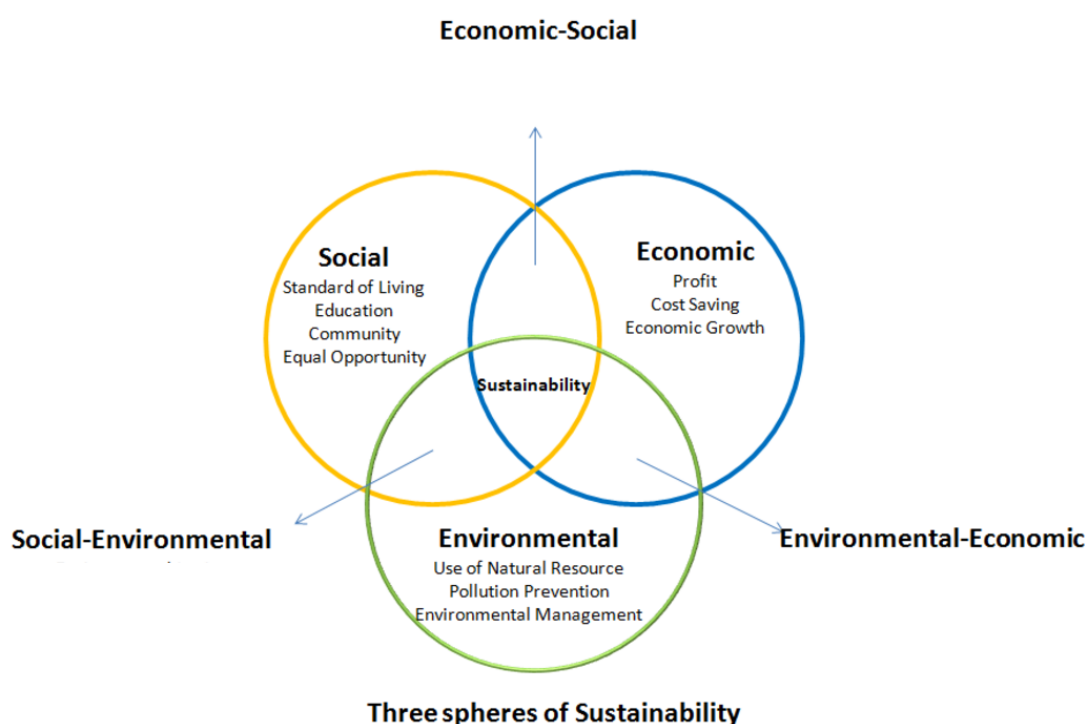 Economic-Social
Social
Standard of Living
Education
Community
Equal Opportunity
Economic
Profit
Cost Saving
Economic Growth
Sustainability
Social-Environmental
Environmental-Economic
Environmental
Use of Natural Resource
Pollution Prevention
Environmental Management
Three spheres of Sustainability